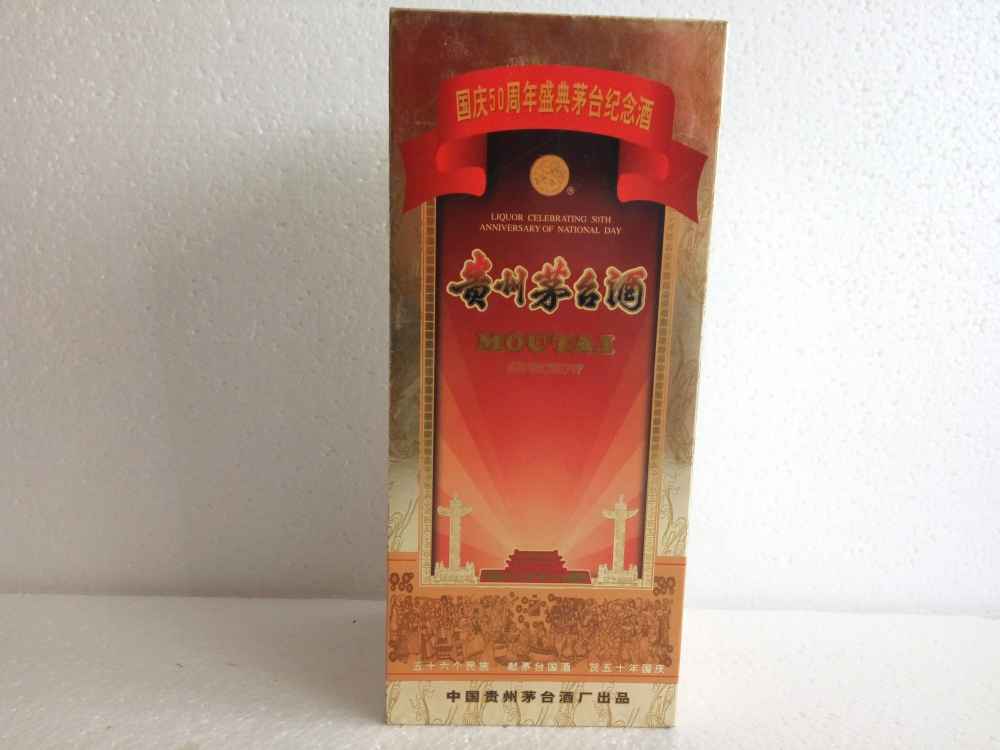 国庆50周年盛典茅台纪念酒
®
LIQUOR CELEBRATING 50TH
ANNIVERSARY OF NATIONAL DAY
贵州茅台酒
MOUTAI
五十六个民族 献茅台国酒 贺五十年国庆
中国贵州茅台酒厂出品